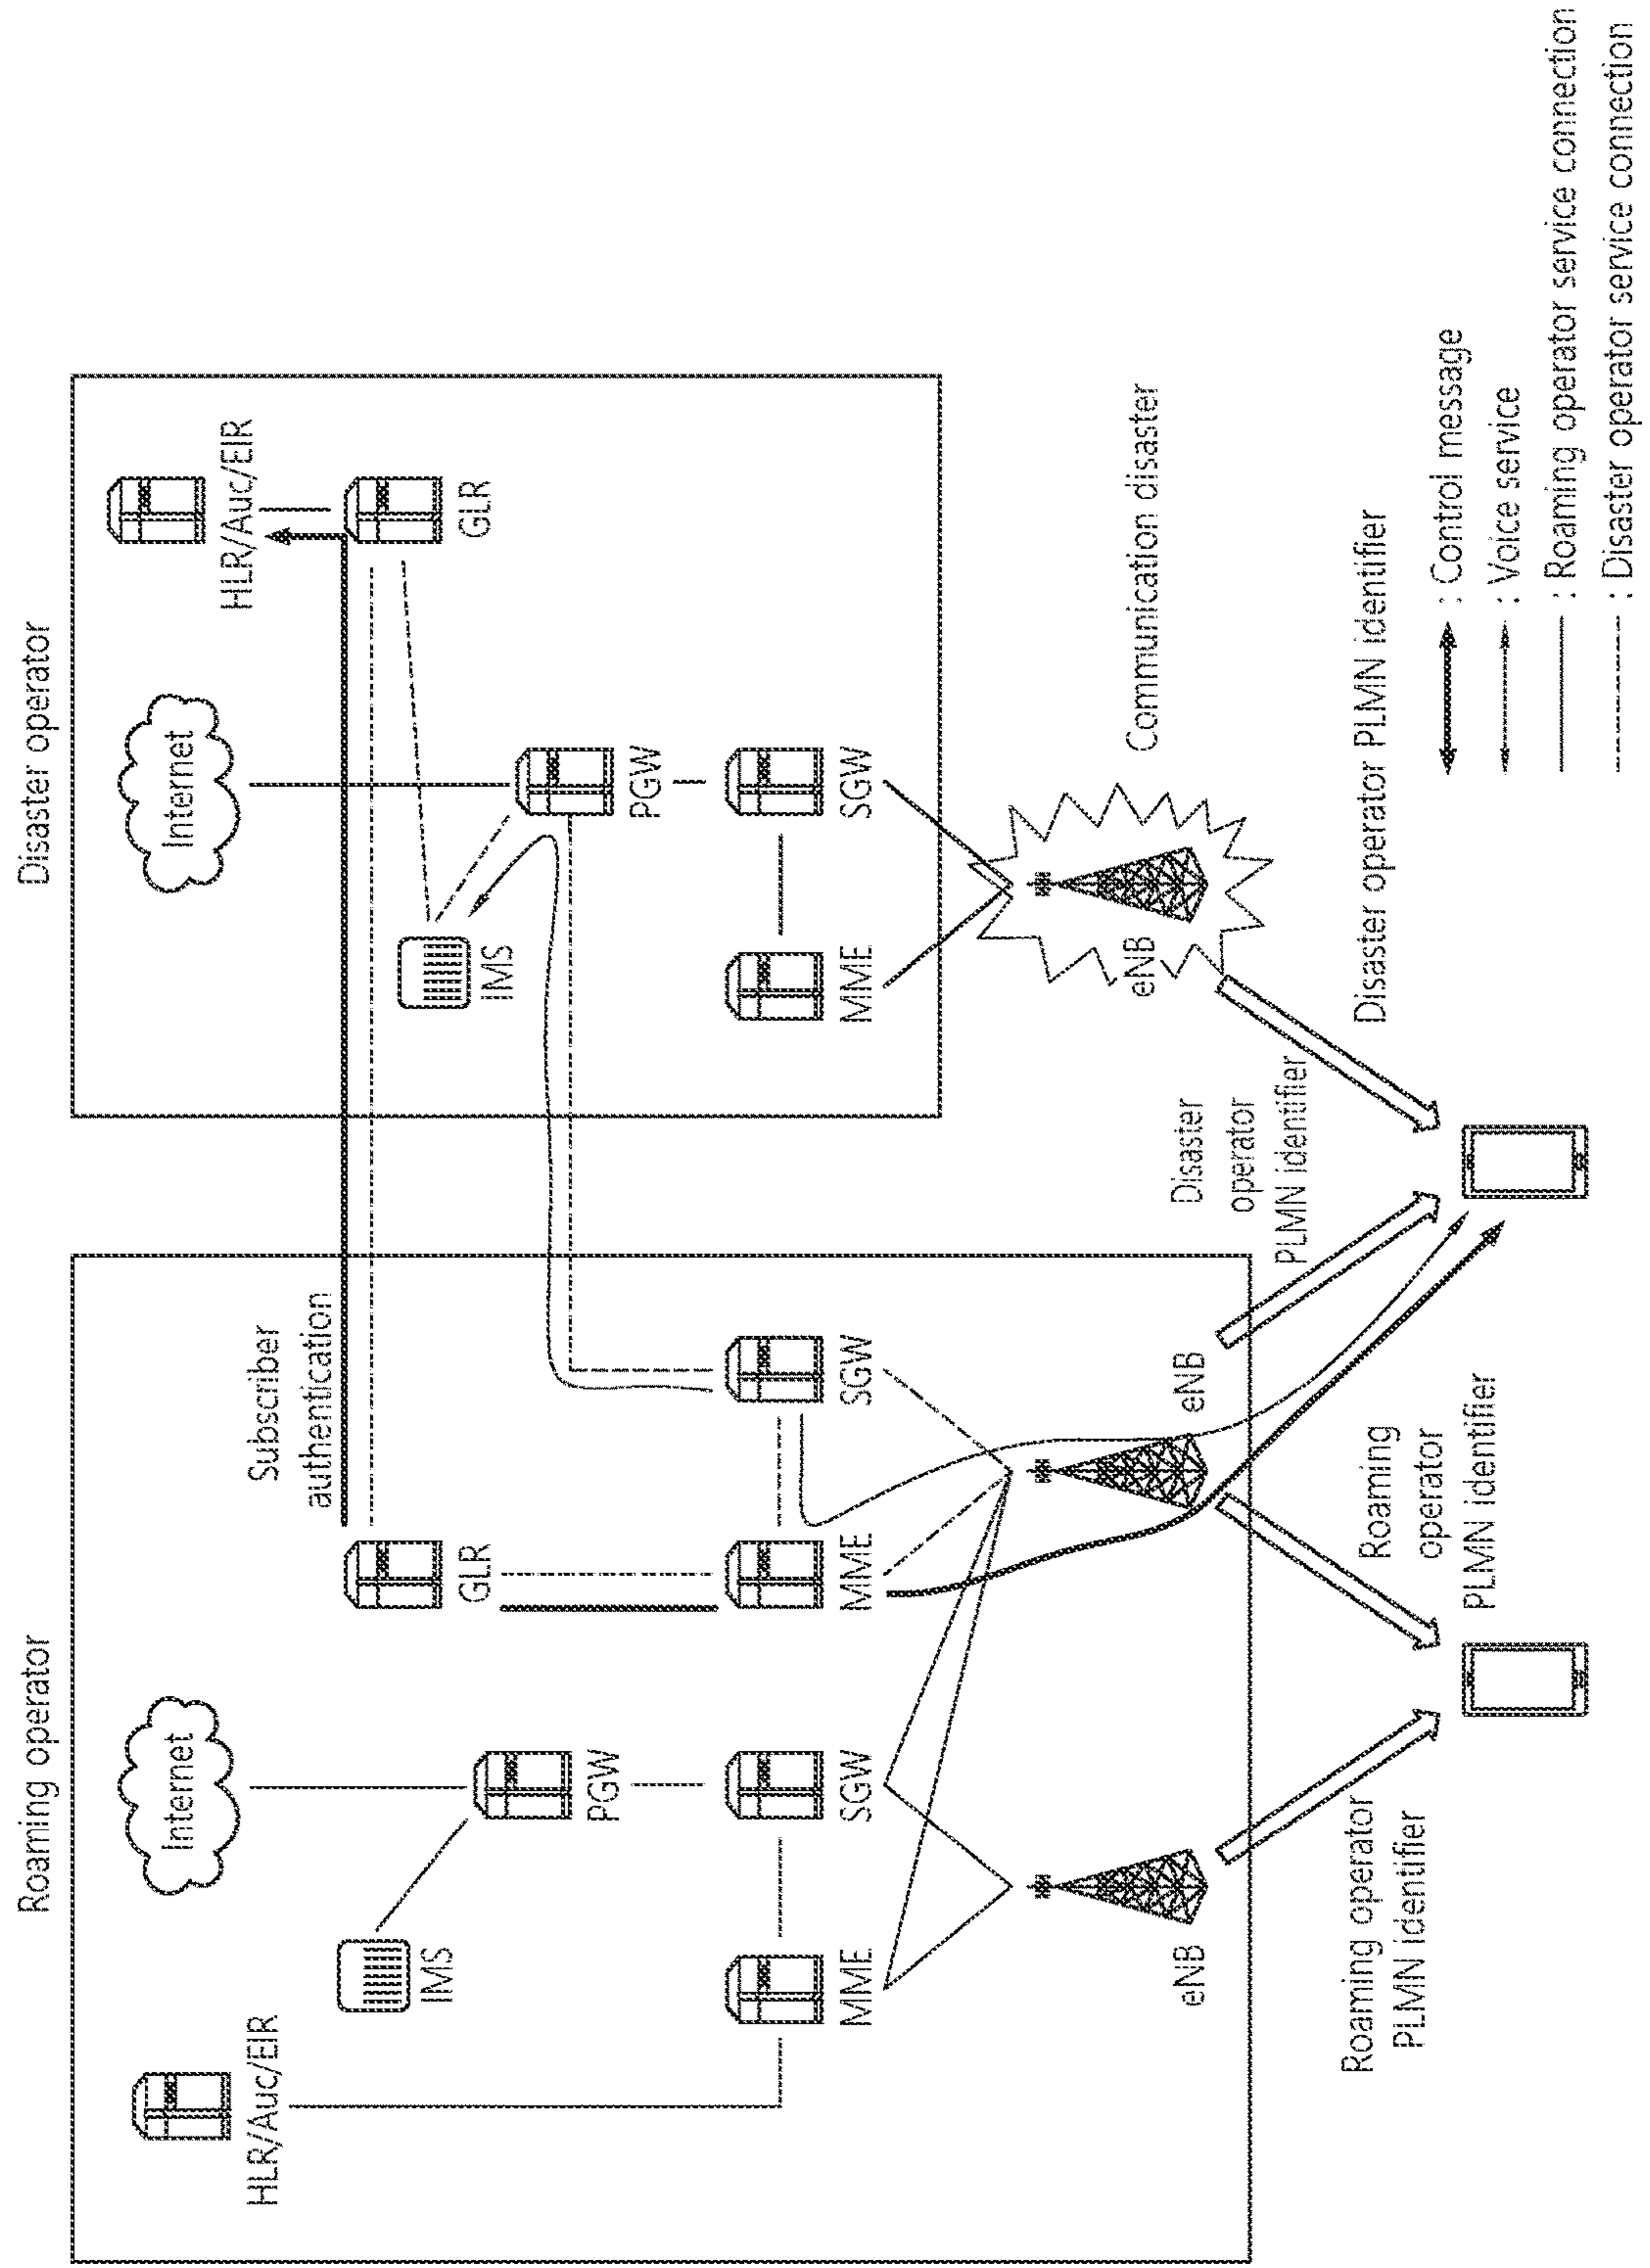 Roaming operator
Disaster operator
Internet
HLR/Auc/EIR
IMS
PGW
Subscriber
authentication
GLR
MME
SGW
MME
SGW
eNB
eNB
Internet
HLR/Auc/EIR
GLR
IMS
PGW
MME
SGW
eNB
Communication disaster
Roaming operator
PLMN identifier
Roaming
operator
PLMN identifier
Disaster
operator
PLMN identifier
Disaster operator PLMN identifier
: Control message
: Voice service
: Roaming operator service connection
: Disaster operator service connection